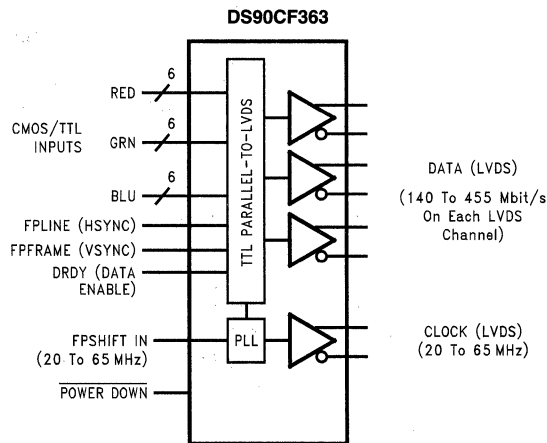 DS90CF363
6
RED
CMOS/TTL
INPUTS
6
GRN
6
BLU
FPLINE (HSYNC)
FPFRAME (VSYNC)
DRDY (DATA
ENABLE)
FPSHIFT IN
(20 To 65 MHz)
POWER DOWN
TTL PARALLEL-TO-LVDS
PLL
DATA (LVDS)
(140 To 455 Mbit/s
On Each LVDS
Channel)
CLOCK (LVDS)
(20 To 65 MHz)